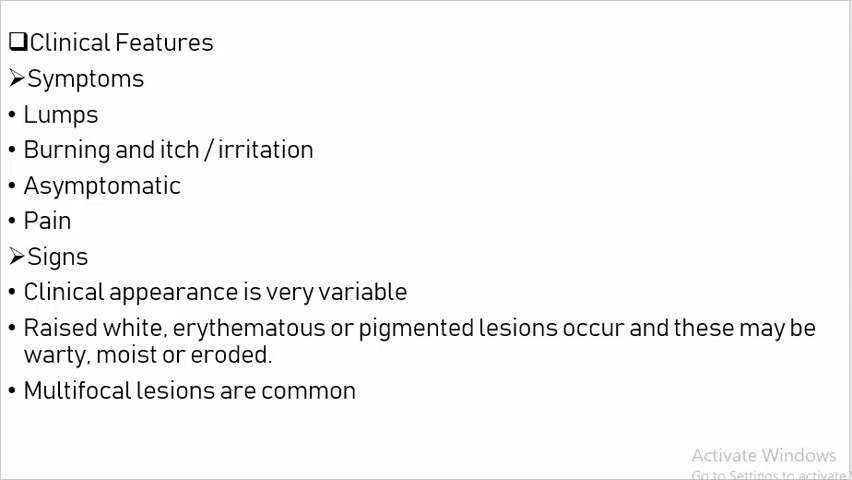 ❑Clinical Features
➢Symptoms
• Lumps
• Burning and itch / irritation
• Asymptomatic
• Pain
➢Signs
• Clinical appearance is very variable
• Raised white, erythematous or pigmented lesions occur and these may be
warty, moist or eroded.
• Multifocal lesions are common
Activate Windows
Go to Settings to activate